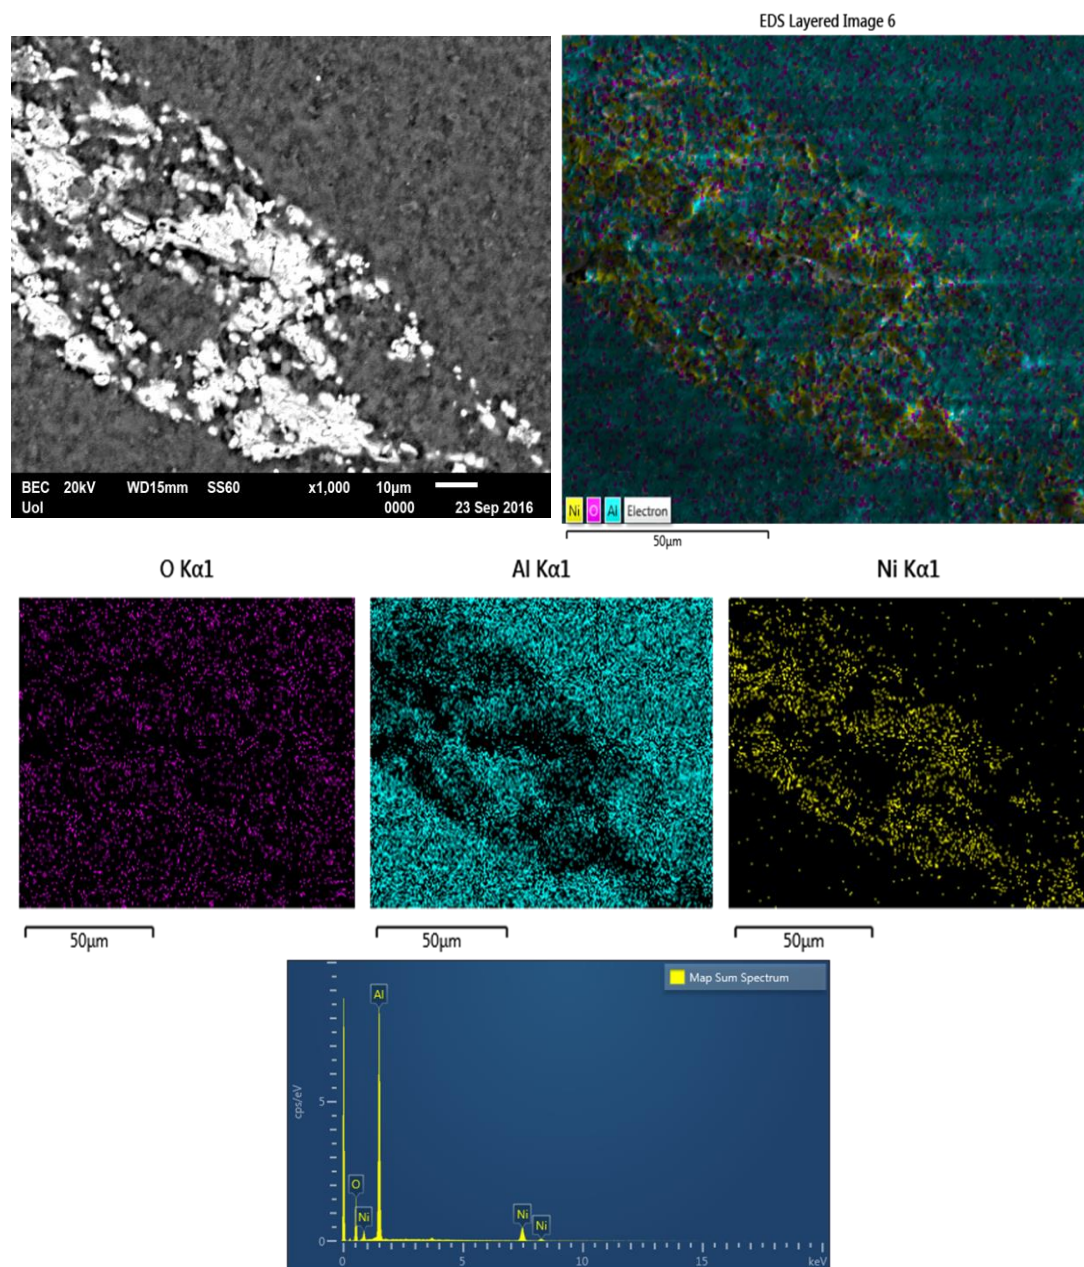 EDS Layered Image 6
BEC 20kV WD15mm SS60 x1,000 10µm
UoI 0000 23 Sep 2016
Ni O Al Electron
50µm
O Kα1
Al Kα1
Ni Kα1
50µm
50µm
50µm
Map Sum Spectrum
Al
O
Ni
Ni
Ni
cps/eV
5
0
0
5
10
15
keV